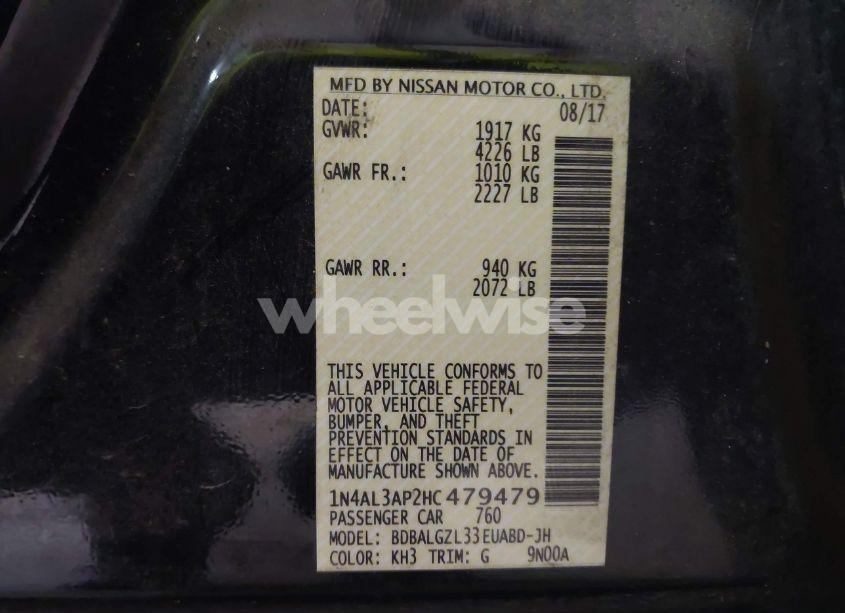 MFD BY NISSAN MOTOR CO., LTD.
DATE: 08/17
GVWR: 1917 KG
4226 LB
GAWR FR.: 1010 KG
2227 LB
GAWR RR.: 940 KG
2072 LB
wheelwise
THIS VEHICLE CONFORMS TO
ALL APPLICABLE FEDERAL
MOTOR VEHICLE SAFETY,
BUMPER, AND THEFT
PREVENTION STANDARDS IN
EFFECT ON THE DATE OF
MANUFACTURE SHOWN ABOVE.
1N4AL3AP2HC479479
PASSENGER CAR 760
MODEL: BDBALGZL33EUABD-JH
COLOR: KH3 TRIM: G 9N00A